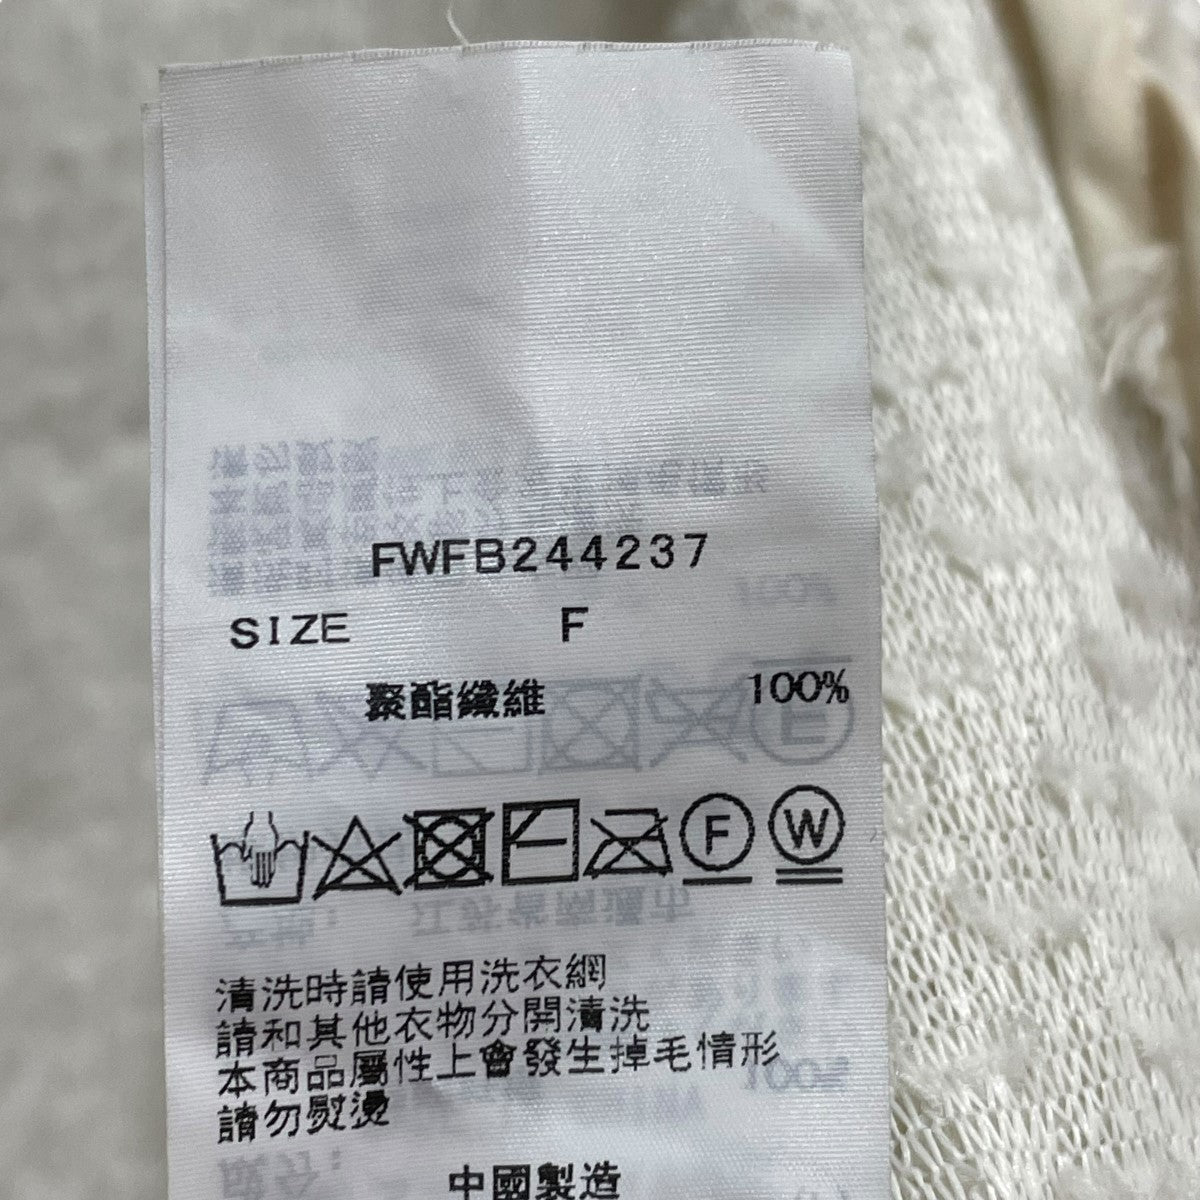 FWFB244237
SIZE F
聚酯纖維 100%
F W
清洗時請使用洗衣網
請和其他衣物分開清洗
本商品屬性上會發生掉毛情形
請勿熨燙
中國製造